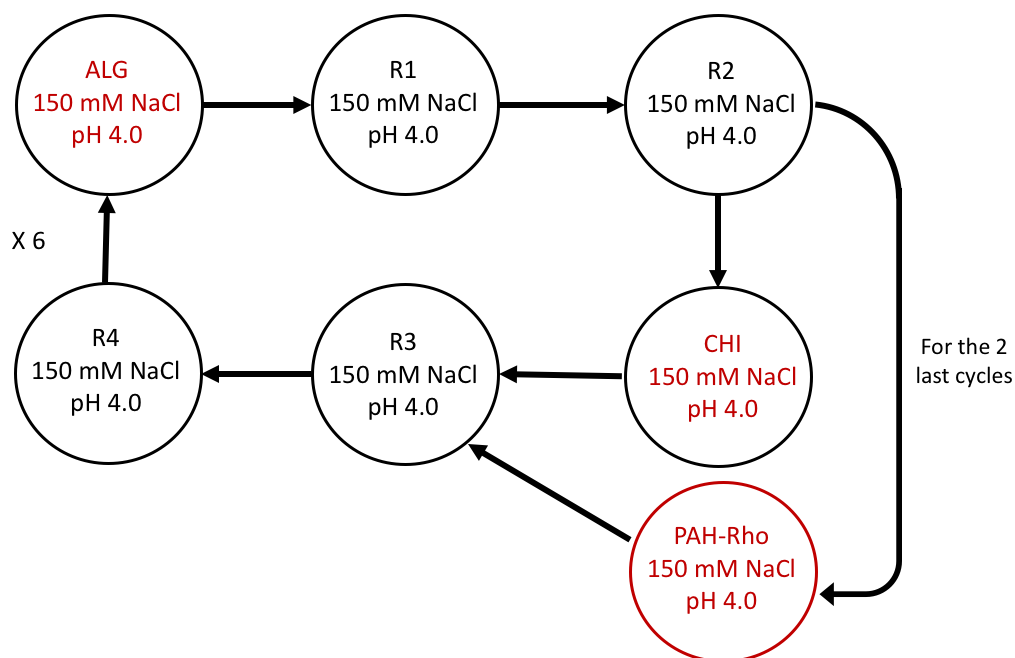 ALG
150 mM NaCl
pH 4.0
R1
150 mM NaCl
pH 4.0
R2
150 mM NaCl
pH 4.0
X 6
R4
150 mM NaCl
pH 4.0
R3
150 mM NaCl
pH 4.0
CHI
150 mM NaCl
pH 4.0
For the 2
last cycles
PAH-Rho
150 mM NaCl
pH 4.0